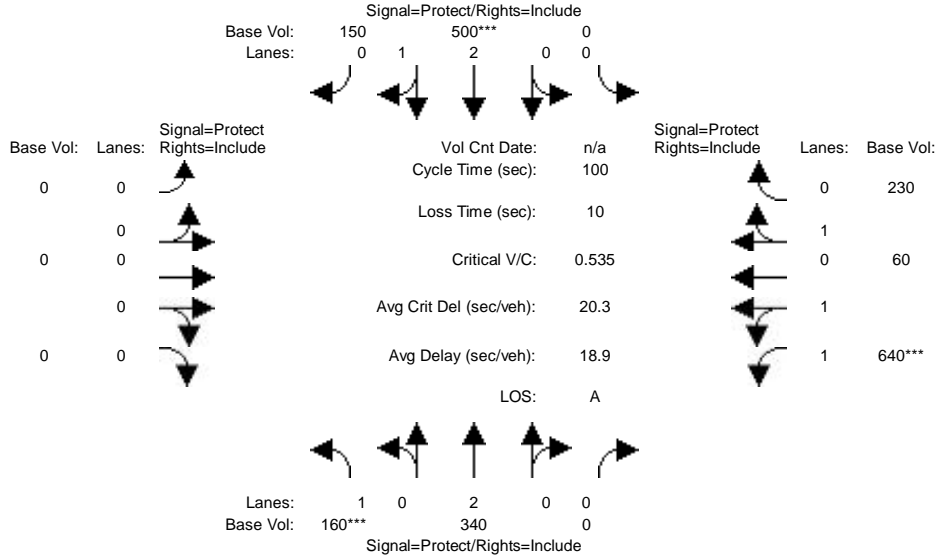 Signal=Protect/Rights=Include
Base Vol: 150 500*** 0
Lanes: 0 1 2 0 0
Signal=Protect Signal=Protect
Base Vol: Lanes: Rights=Include Vol Cnt Date: n/a Rights=Include Lanes: Base Vol:
Cycle Time (sec): 100
0 0 0 230
Loss Time (sec): 10
0 1
0 0 Critical V/C: 0.535 0 60
0 Avg Crit Del (sec/veh): 20.3 1
0 0 Avg Delay (sec/veh): 18.9 1 640***
LOS: A
Lanes: 1 0 2 0 0
Base Vol: 160*** 340 0
Signal=Protect/Rights=Include